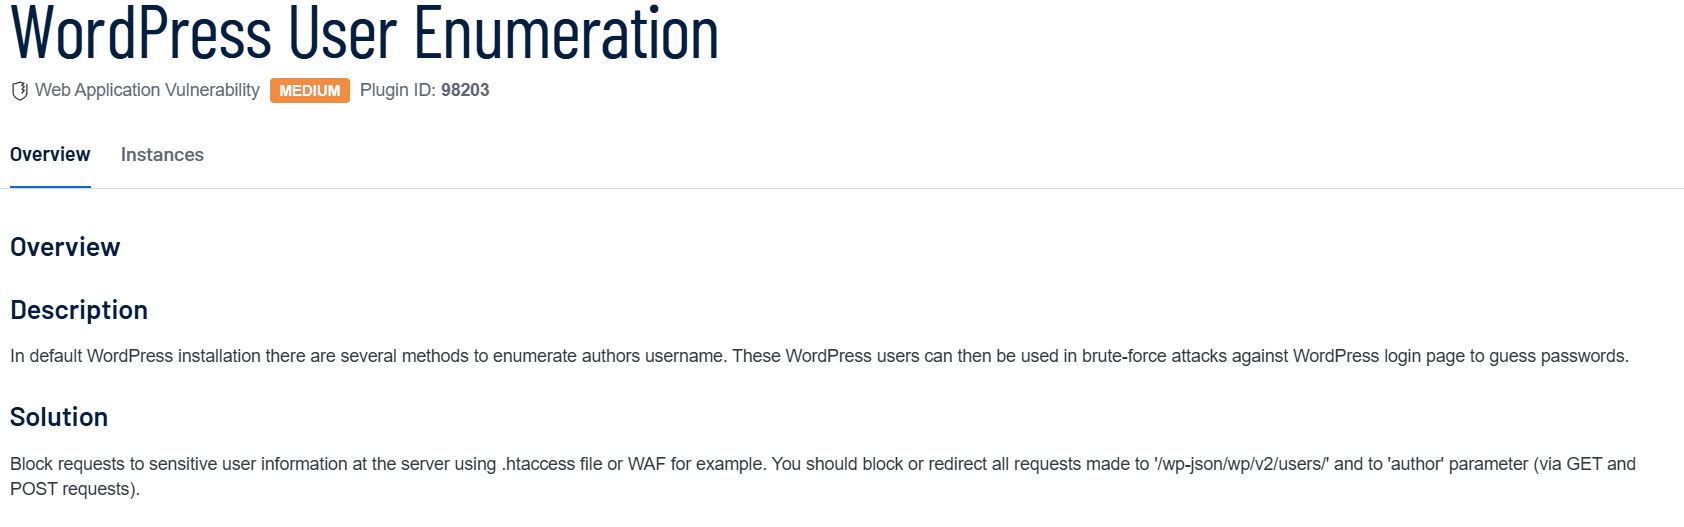 WordPress User Enumeration
Web Application Vulnerability MEDIUM Plugin ID: 98203
Overview Instances
Overview
Description
In default WordPress installation there are several methods to enumerate authors username. These WordPress users can then be used in brute-force attacks against WordPress login page to guess passwords.
Solution
Block requests to sensitive user information at the server using .htaccess file or WAF for example. You should block or redirect all requests made to '/wp-json/wp/v2/users/' and to 'author' parameter (via GET and
POST requests).